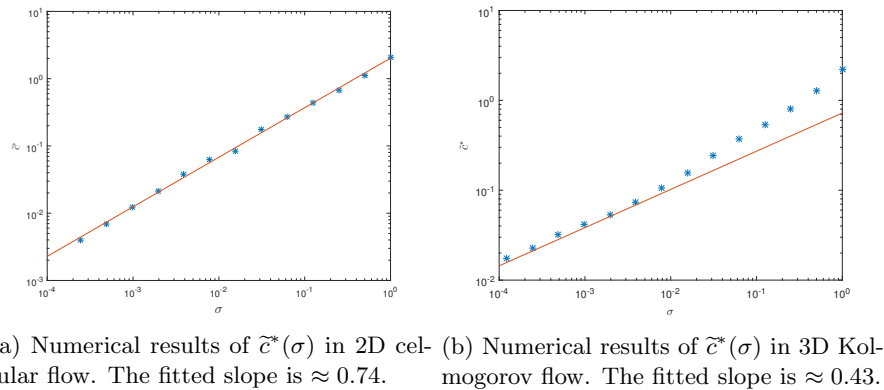 10^1
10^0
10^-1
10^-2
10^-3
10^-4 10^-3 10^-2 10^-1 10^0
σ
10^1
10^0
10^-1
10^-2
c̃*
10^-4 10^-3 10^-2 10^-1 10^0
σ
a) Numerical results of c̃*(σ) in 2D cel-
ular flow. The fitted slope is ≈ 0.74.
(b) Numerical results of c̃*(σ) in 3D Kol-
mogorov flow. The fitted slope is ≈ 0.43.